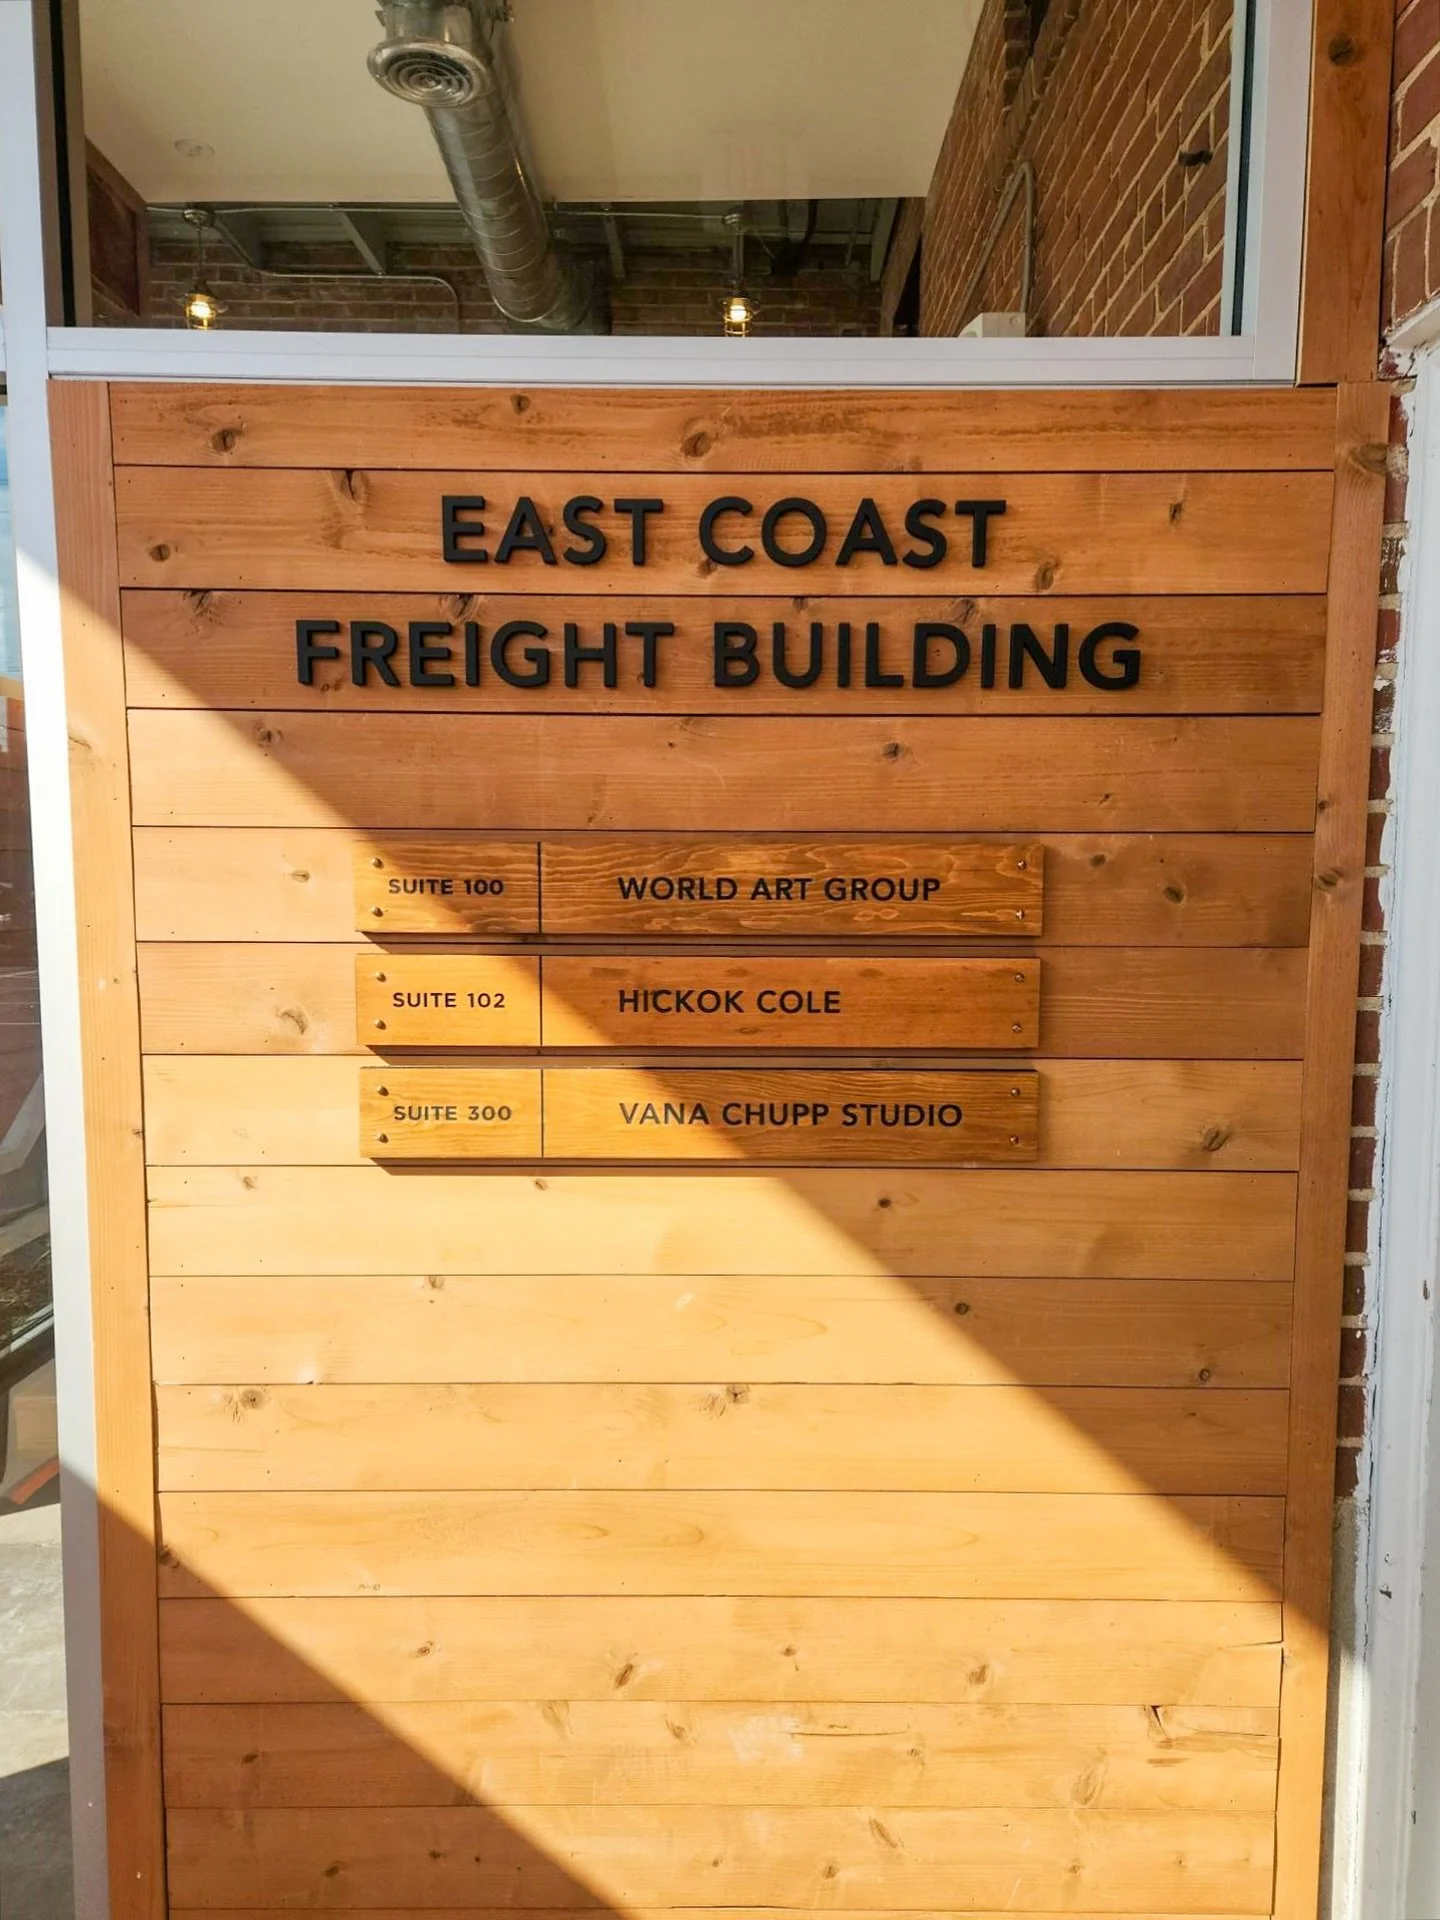 EAST COAST
FREIGHT BUILDING
SUITE 100 WORLD ART GROUP
SUITE 102 HICKOK COLE
SUITE 300 VANA CHUPP STUDIO